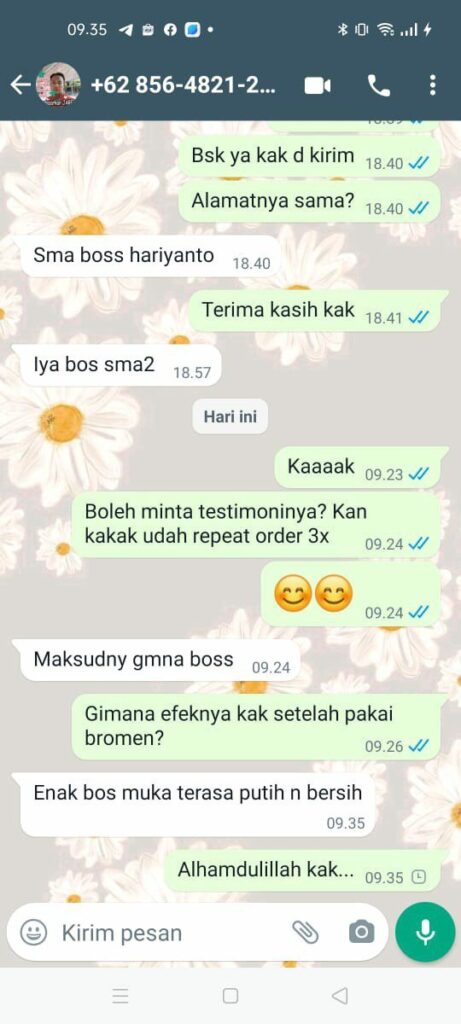 09.35
+62 856-4821-2...
Bsk ya kak d kirim 18.40
Alamatnya sama? 18.40
Sma boss hariyanto 18.40
Terima kasih kak 18.41
Iya bos sma2 18.57
Hari ini
Kaaaak 09.23
Boleh minta testimoninya? Kan
kakak udah repeat order 3x 09.24
😊😊
09.24
Maksudny gmna boss 09.24
Gimana efeknya kak setelah pakai
bromen? 09.26
Enak bos muka terasa putih n bersih
09.35
Alhamdulillah kak... 09.35
Kirim pesan